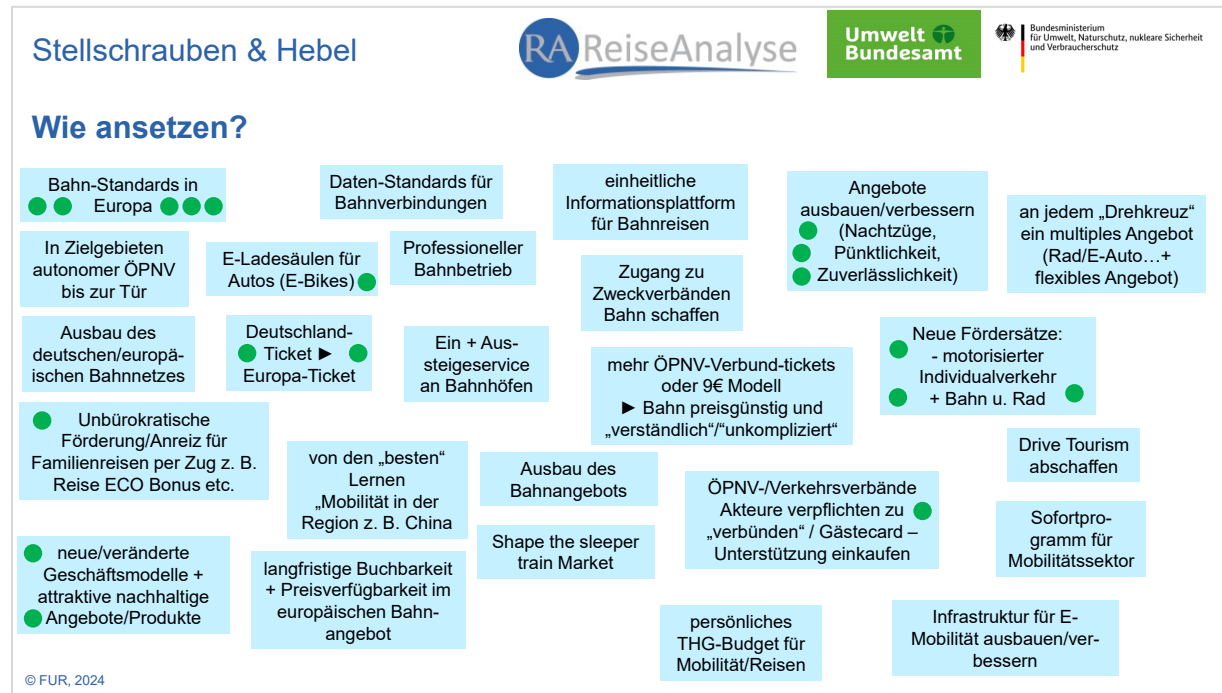 Stellschrauben & Hebel
RA ReiseAnalyse
Umwelt
Bundesamt
Bundesministerium
für Umwelt, Naturschutz, nukleare Sicherheit
und Verbraucherschutz
Wie ansetzen?
Bahn-Standards in
Europa
Daten-Standards für
Bahnverbindungen
einheitliche
Informationsplattform
für Bahnreisen
Angebote
ausbauen/verbessern
(Nachtzüge,
Pünktlichkeit,
Zuverlässlichkeit)
an jedem „Drehkreuz“
ein multiples Angebot
(Rad/E-Auto…+
flexibles Angebot)
In Zielgebieten
autonomer ÖPNV
bis zur Tür
E-Ladesäulen für
Autos (E-Bikes)
Professioneller
Bahnbetrieb
Zugang zu
Zweckverbänden
Bahn schaffen
Ausbau des
deutschen/europä-
ischen Bahnnetzes
Deutschland-
Ticket ►
Europa-Ticket
Ein + Aus-
steigeservice
an Bahnhöfen
mehr ÖPNV-Verbund-tickets
oder 9€ Modell
► Bahn preisgünstig und
„verständlich“/“unkompliziert“
Neue Fördersätze:
- motorisierter
Individualverkehr
+ Bahn u. Rad
Unbürokratische
Förderung/Anreiz für
Familienreisen per Zug z. B.
Reise ECO Bonus etc.
von den „besten“
Lernen
„Mobilität in der
Region z. B. China
Ausbau des
Bahnangebots
ÖPNV-/Verkehrsverbände
Akteure verpflichten zu
„verbünden“ / Gästecard –
Unterstützung einkaufen
Drive Tourism
abschaffen
Sofortpro-
gramm für
Mobilitätssektor
neue/veränderte
Geschäftsmodelle +
attraktive nachhaltige
Angebote/Produkte
langfristige Buchbarkeit
+ Preisverfügbarkeit im
europäischen Bahn-
angebot
Shape the sleeper
train Market
persönliches
THG-Budget für
Mobilität/Reisen
Infrastruktur für E-
Mobilität ausbauen/ver-
bessern
© FUR, 2024